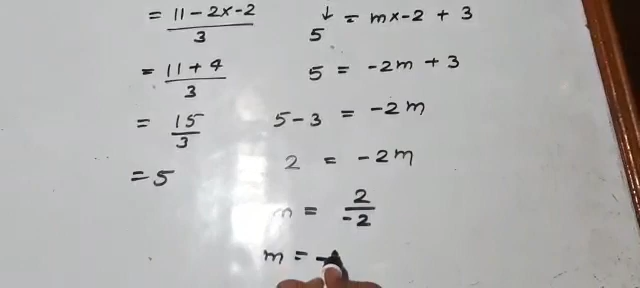 = 11 - 2x-2 / 3
= 11 + 4 / 3
= 15 / 3
= 5
↓
5 = mx-2 + 3
5 = -2m + 3
5-3 = -2m
2 = -2m
m = 2 / -2
m = -